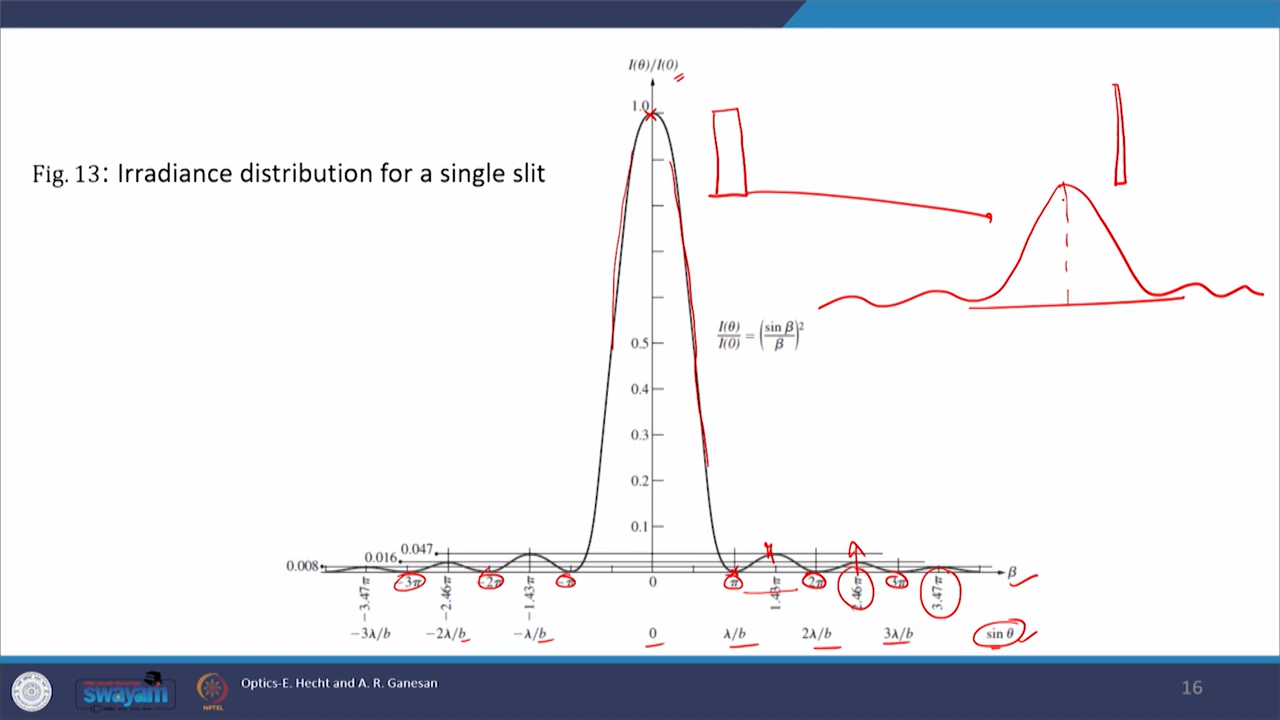 I(θ)/I(0)
1.0
Fig. 13: Irradiance distribution for a single slit
I(θ)/I(0) = (sin β/β)²
0.5
0.4
0.3
0.2
0.1
0.047
0.016
0.008
−3.47π −3π −2.46π −2π −1.43π −π 0 π 1.43π 2π 2.46π 3π 3.47π β
−3λ/b −2λ/b −λ/b 0 λ/b 2λ/b 3λ/b sin θ
swayam
NPTEL
Optics-E. Hecht and A. R. Ganesan
16